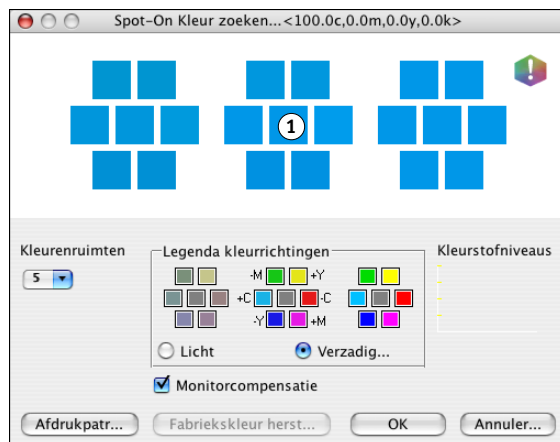 Spot-On Kleur zoeken...<100.0c,0.0m,0.0y,0.0k>
1
Kleurenruimten
5
Legenda kleurrichtingen
-M
+Y
+C
-C
-Y
+M
Licht
Verzadig...
Kleurstofniveaus
Monitorcompensatie
Afdrukpatr...
Fabriekskleur herst...
OK
Annuler...